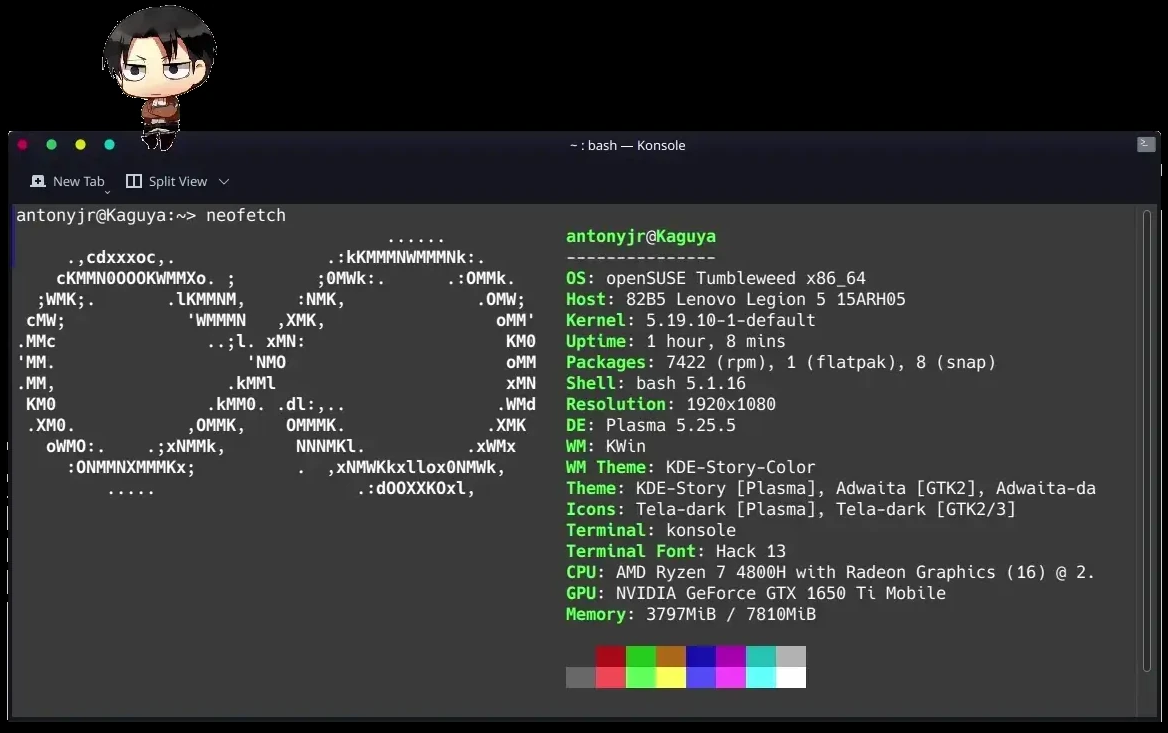 ~ : bash — Konsole
New Tab Split View
antonyjr@Kaguya:~> neofetch
......
.,cdxxxoc,. .:kKMMMNWMMMNk:.
cKMMN0OOOKWMMXo. ; ;0MWk:. .:OMMk.
;WMK;. .lKMMNM, :NMK, .OMW;
cMW; 'WMMMN ,XMK, oMM'
.MMc ..;l. xMN: KM0
'MM. 'NMO oMM
.MM, .kMMl xMN
KM0 .kMM0. .dl:,.. .WMd
.XM0. ,OMMK, OMMMK. .XMK
oWMO:. .;xNMMk, NNNMKl. .xWMx
:ONMMNXMMMKx; . ,xNMWKkxllox0NMWk,
..... .:dOOXXKOxl,
antonyjr@Kaguya
---------------
OS: openSUSE Tumbleweed x86_64
Host: 82B5 Lenovo Legion 5 15ARH05
Kernel: 5.19.10-1-default
Uptime: 1 hour, 8 mins
Packages: 7422 (rpm), 1 (flatpak), 8 (snap)
Shell: bash 5.1.16
Resolution: 1920x1080
DE: Plasma 5.25.5
WM: KWin
WM Theme: KDE-Story-Color
Theme: KDE-Story [Plasma], Adwaita [GTK2], Adwaita-da
Icons: Tela-dark [Plasma], Tela-dark [GTK2/3]
Terminal: konsole
Terminal Font: Hack 13
CPU: AMD Ryzen 7 4800H with Radeon Graphics (16) @ 2.
GPU: NVIDIA GeForce GTX 1650 Ti Mobile
Memory: 3797MiB / 7810MiB